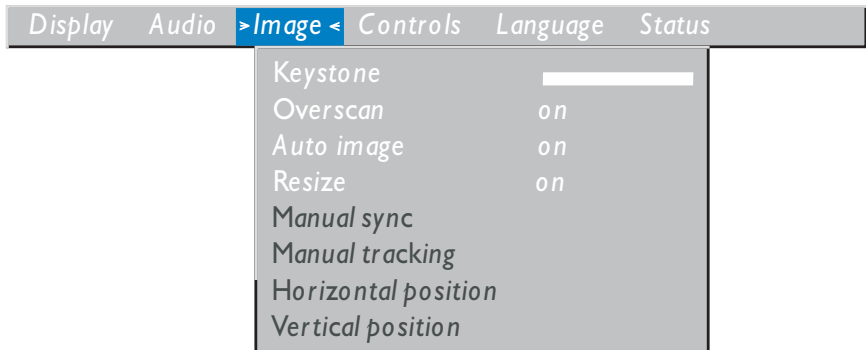 Display Audio >Image< Controls Language Status
Keystone
Overscan on
Auto image on
Resize on
Manual sync
Manual tracking
Horizontal position
Vertical position